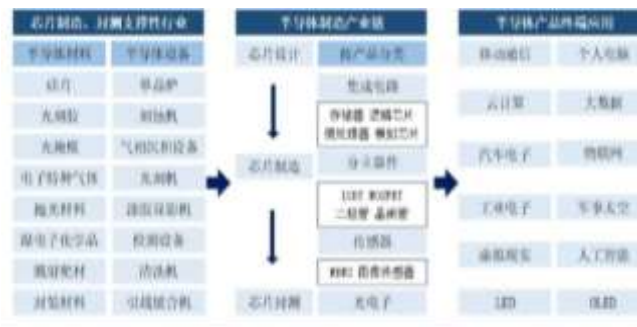 芯片制造、封测支撑性行业
半导体材料 半导体设备
硅片 单晶炉
光刻胶 刻蚀机
光掩模 气相沉积设备
电子特种气体 光刻机
抛光材料 涂胶显影机
湿电子化学品 检测设备
溅射靶材 清洗机
封装材料 引线键合机
半导体制造产业链
芯片设计 按产品分类
集成电路
存储器 逻辑芯片
微处理器 模拟芯片
芯片制造 分立器件
IGBT MOSFET
二极管 晶闸管
传感器
MEMS 图像传感器
芯片封测 光电子
半导体产品终端应用
移动通信 个人电脑
云计算 大数据
汽车电子 物联网
工业电子 军事太空
虚拟现实 人工智能
LED OLED